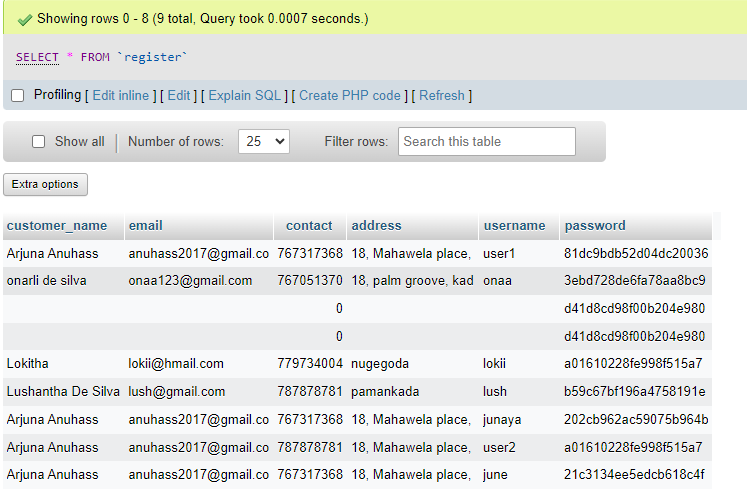 Showing rows 0 - 8 (9 total, Query took 0.0007 seconds.)
SELECT * FROM `register`
Profiling [ Edit inline ] [ Edit ] [ Explain SQL ] [ Create PHP code ] [ Refresh ]
Show all Number of rows: 25 Filter rows: Search this table
Extra options
customer_name email contact address username password
Arjuna Anuhass anuhass2017@gmail.co 767317368 18, Mahawela place, user1 81dc9bdb52d04dc20036
onarli de silva onaa123@gmail.com 767051370 18, palm groove, kad onaa 3ebd728de6fa78aa8bc9
0 d41d8cd98f00b204e980
0 d41d8cd98f00b204e980
Lokitha lokii@hmail.com 779734004 nugegoda lokii a01610228fe998f515a7
Lushantha De Silva lush@gmail.com 787878781 pamankada lush b59c67bf196a4758191e
Arjuna Anuhass anuhass2017@gmail.co 767317368 18, Mahawela place, junaya 202cb962ac59075b964b
Arjuna Anuhass anuhass2017@gmail.co 787878781 18, Mahawela place, user2 a01610228fe998f515a7
Arjuna Anuhass anuhass2017@gmail.co 767317368 18, Mahawela place, june 21c3134ee5edcb618c4f